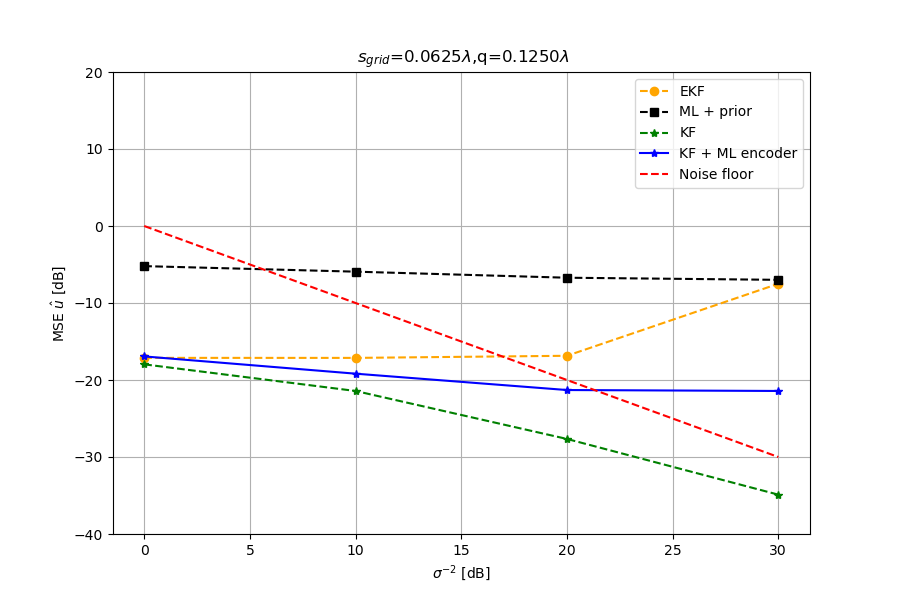 s_grid=0.0625λ,q=0.1250λ
20
10
0
−10
−20
−30
−40
MSE û [dB]
EKF
ML + prior
KF
KF + ML encoder
Noise floor
0 5 10 15 20 25 30
σ⁻² [dB]